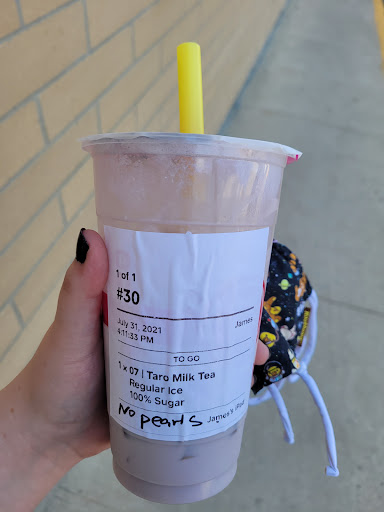 1 of 1
#30
July 31, 2021 James
4:11:33 PM
TO GO
1 x 07 | Taro Milk Tea
Regular Ice
100% Sugar
No pearls James's iPad